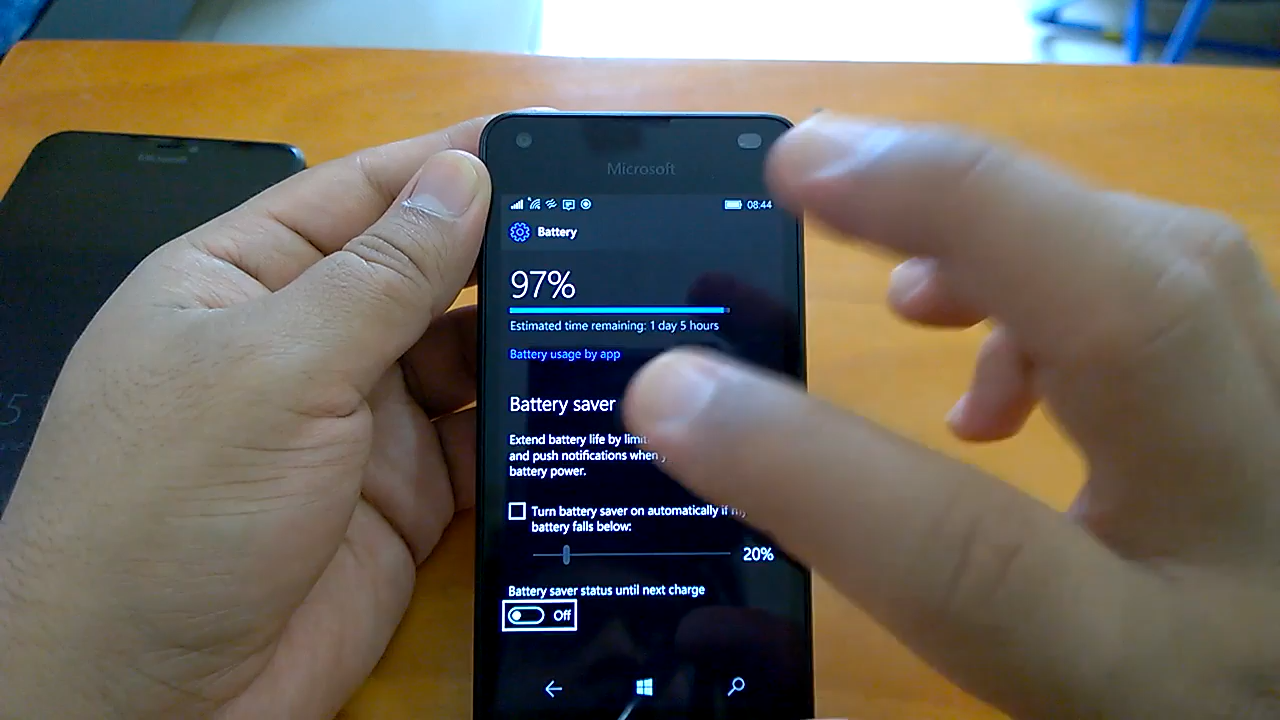 Microsoft
Microsoft
08:44
Battery
97%
Estimated time remaining: 1 day 5 hours
Battery usage by app
Battery saver
Extend battery life by
and push notifications when
battery power.
Turn battery saver on automatically if
battery falls below:
20%
Battery saver status until next charge
Off